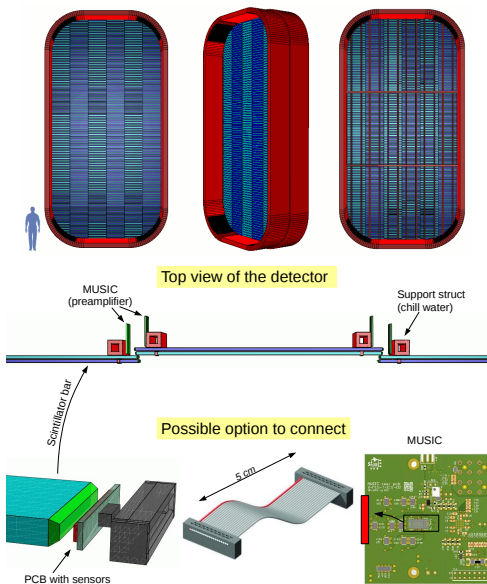 Top view of the detector
MUSIC
(preamplifier)
Support struct
(chill water)
Scintillator bar
Possible option to connect
5 cm
MUSIC
PCB with sensors